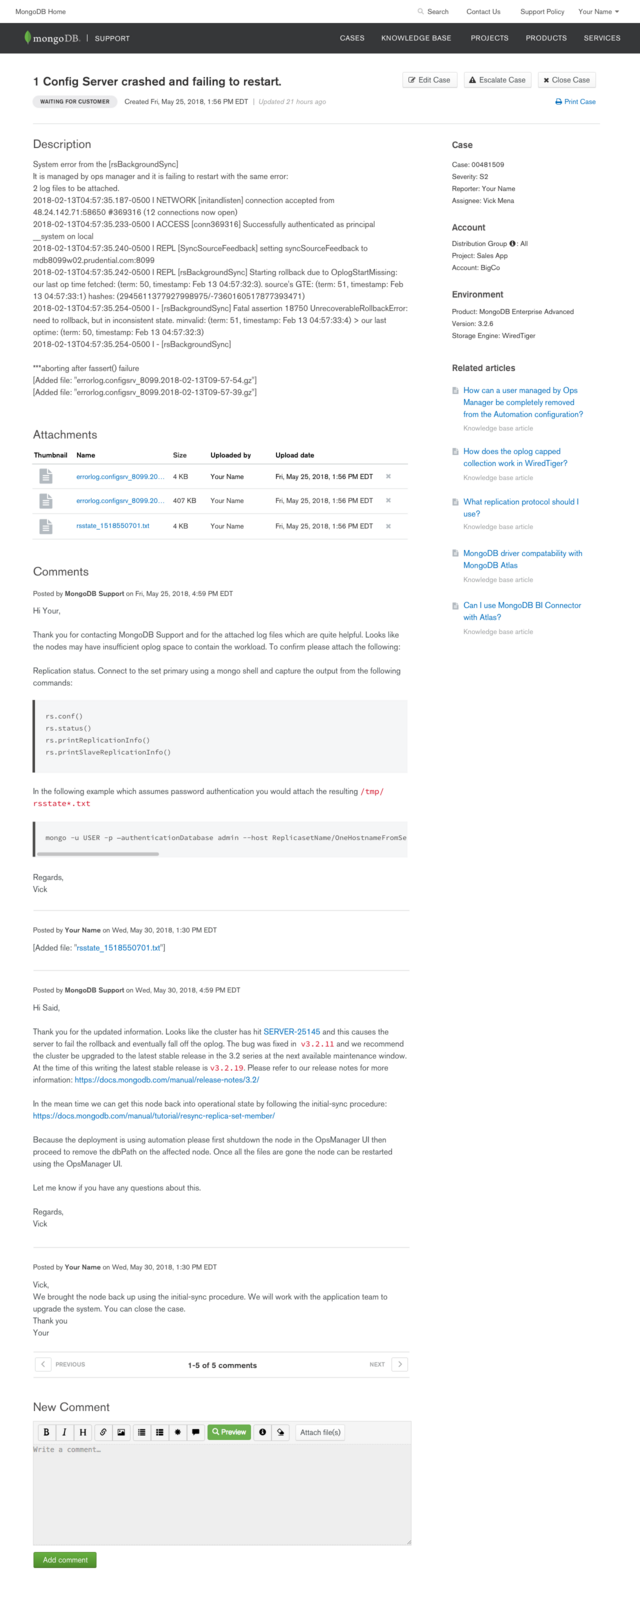 MongoDB Home
Search
Contact Us
Support Policy
Your Name
mongoDB. | SUPPORT
CASES
KNOWLEDGE BASE
PROJECTS
PRODUCTS
SERVICES
1 Config Server crashed and failing to restart.
Edit Case
Escalate Case
Close Case
WAITING FOR CUSTOMER
Created Fri, May 25, 2018, 1:56 PM EDT | Updated 21 hours ago
Print Case
Description
System error from the [rsBackgroundSync]
It is managed by ops manager and it is failing to restart with the same error:
2 log files to be attached.
2018-02-13T04:57:35.187-0500 I NETWORK [initandlisten] connection accepted from
48.24.142.71:58650 #369316 (12 connections now open)
2018-02-13T04:57:35.233-0500 I ACCESS [conn369316] Successfully authenticated as principal
__system on local
2018-02-13T04:57:35.240-0500 I REPL [SyncSourceFeedback] setting syncSourceFeedback to
mdb8099w02.prudential.com:8099
2018-02-13T04:57:35.242-0500 I REPL [rsBackgroundSync] Starting rollback due to OplogStartMissing:
our last op time fetched: (term: 50, timestamp: Feb 13 04:57:32:3). source's GTE: (term: 51, timestamp: Feb
13 04:57:33:1) hashes: (2945611377927998975/-7360160517877393471)
2018-02-13T04:57:35.254-0500 I - [rsBackgroundSync] Fatal assertion 18750 UnrecoverableRollbackError:
need to rollback, but in inconsistent state. minvalid: (term: 51, timestamp: Feb 13 04:57:33:4) > our last
optime: (term: 50, timestamp: Feb 13 04:57:32:3)
2018-02-13T04:57:35.254-0500 I - [rsBackgroundSync]
***aborting after fassert() failure
[Added file: "errorlog.configsrv_8099.2018-02-13T09-57-54.gz"]
[Added file: "errorlog.configsrv_8099.2018-02-13T09-57-39.gz"]
Attachments
Thumbnail Name Size Uploaded by Upload date
errorlog.configsrv_8099.20... 4 KB Your Name Fri, May 25, 2018, 1:56 PM EDT
errorlog.configsrv_8099.20... 407 KB Your Name Fri, May 25, 2018, 1:56 PM EDT
rsstate_1518550701.txt 4 KB Your Name Fri, May 25, 2018, 1:56 PM EDT
Comments
Posted by MongoDB Support on Fri, May 25, 2018, 4:59 PM EDT
Hi Your,
Thank you for contacting MongoDB Support and for the attached log files which are quite helpful. Looks like
the nodes may have insufficient oplog space to contain the workload. To confirm please attach the following:
Replication status. Connect to the set primary using a mongo shell and capture the output from the following
commands:
rs.conf()
rs.status()
rs.printReplicationInfo()
rs.printSlaveReplicationInfo()
In the following example which assumes password authentication you would attach the resulting /tmp/
rsstate*.txt
mongo -u USER -p —authenticationDatabase admin --host ReplicasetName/OneHostnameFromSe
Regards,
Vick
Posted by Your Name on Wed, May 30, 2018, 1:30 PM EDT
[Added file: "rsstate_1518550701.txt"]
Posted by MongoDB Support on Wed, May 30, 2018, 4:59 PM EDT
Hi Said,
Thank you for the updated information. Looks like the cluster has hit SERVER-25145 and this causes the
server to fail the rollback and eventually fall off the oplog. The bug was fixed in v3.2.11 and we recommend
the cluster be upgraded to the latest stable release in the 3.2 series at the next available maintenance window.
At the time of this writing the latest stable release is v3.2.19. Please refer to our release notes for more
information: https://docs.mongodb.com/manual/release-notes/3.2/
In the mean time we can get this node back into operational state by following the initial-sync procedure:
https://docs.mongodb.com/manual/tutorial/resync-replica-set-member/
Because the deployment is using automation please first shutdown the node in the OpsManager UI then
proceed to remove the dbPath on the affected node. Once all the files are gone the node can be restarted
using the OpsManager UI.
Let me know if you have any questions about this.
Regards,
Vick
Posted by Your Name on Wed, May 30, 2018, 1:30 PM EDT
Vick,
We brought the node back up using the initial-sync procedure. We will work with the application team to
upgrade the system. You can close the case.
Thank you
Your
PREVIOUS
1-5 of 5 comments
NEXT
New Comment
B I H Preview Attach file(s)
Write a comment…
Add comment
Case
Case: 00481509
Severity: S2
Reporter: Your Name
Assignee: Vick Mena
Account
Distribution Group : All
Project: Sales App
Account: BigCo
Environment
Product: MongoDB Enterprise Advanced
Version: 3.2.6
Storage Engine: WiredTiger
Related articles
How can a user managed by Ops
Manager be completely removed
from the Automation configuration?
Knowledge base article
How does the oplog capped
collection work in WiredTiger?
Knowledge base article
What replication protocol should I
use?
Knowledge base article
MongoDB driver compatability with
MongoDB Atlas
Knowledge base article
Can I use MongoDB BI Connector
with Atlas?
Knowledge base article